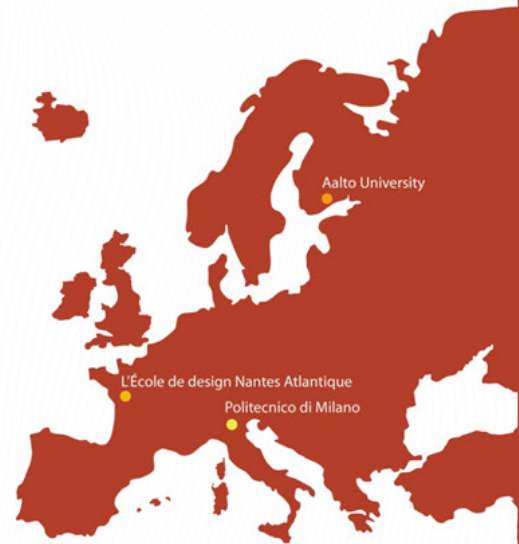 Aalto University
L'École de design Nantes Atlantique
Politecnico di Milano